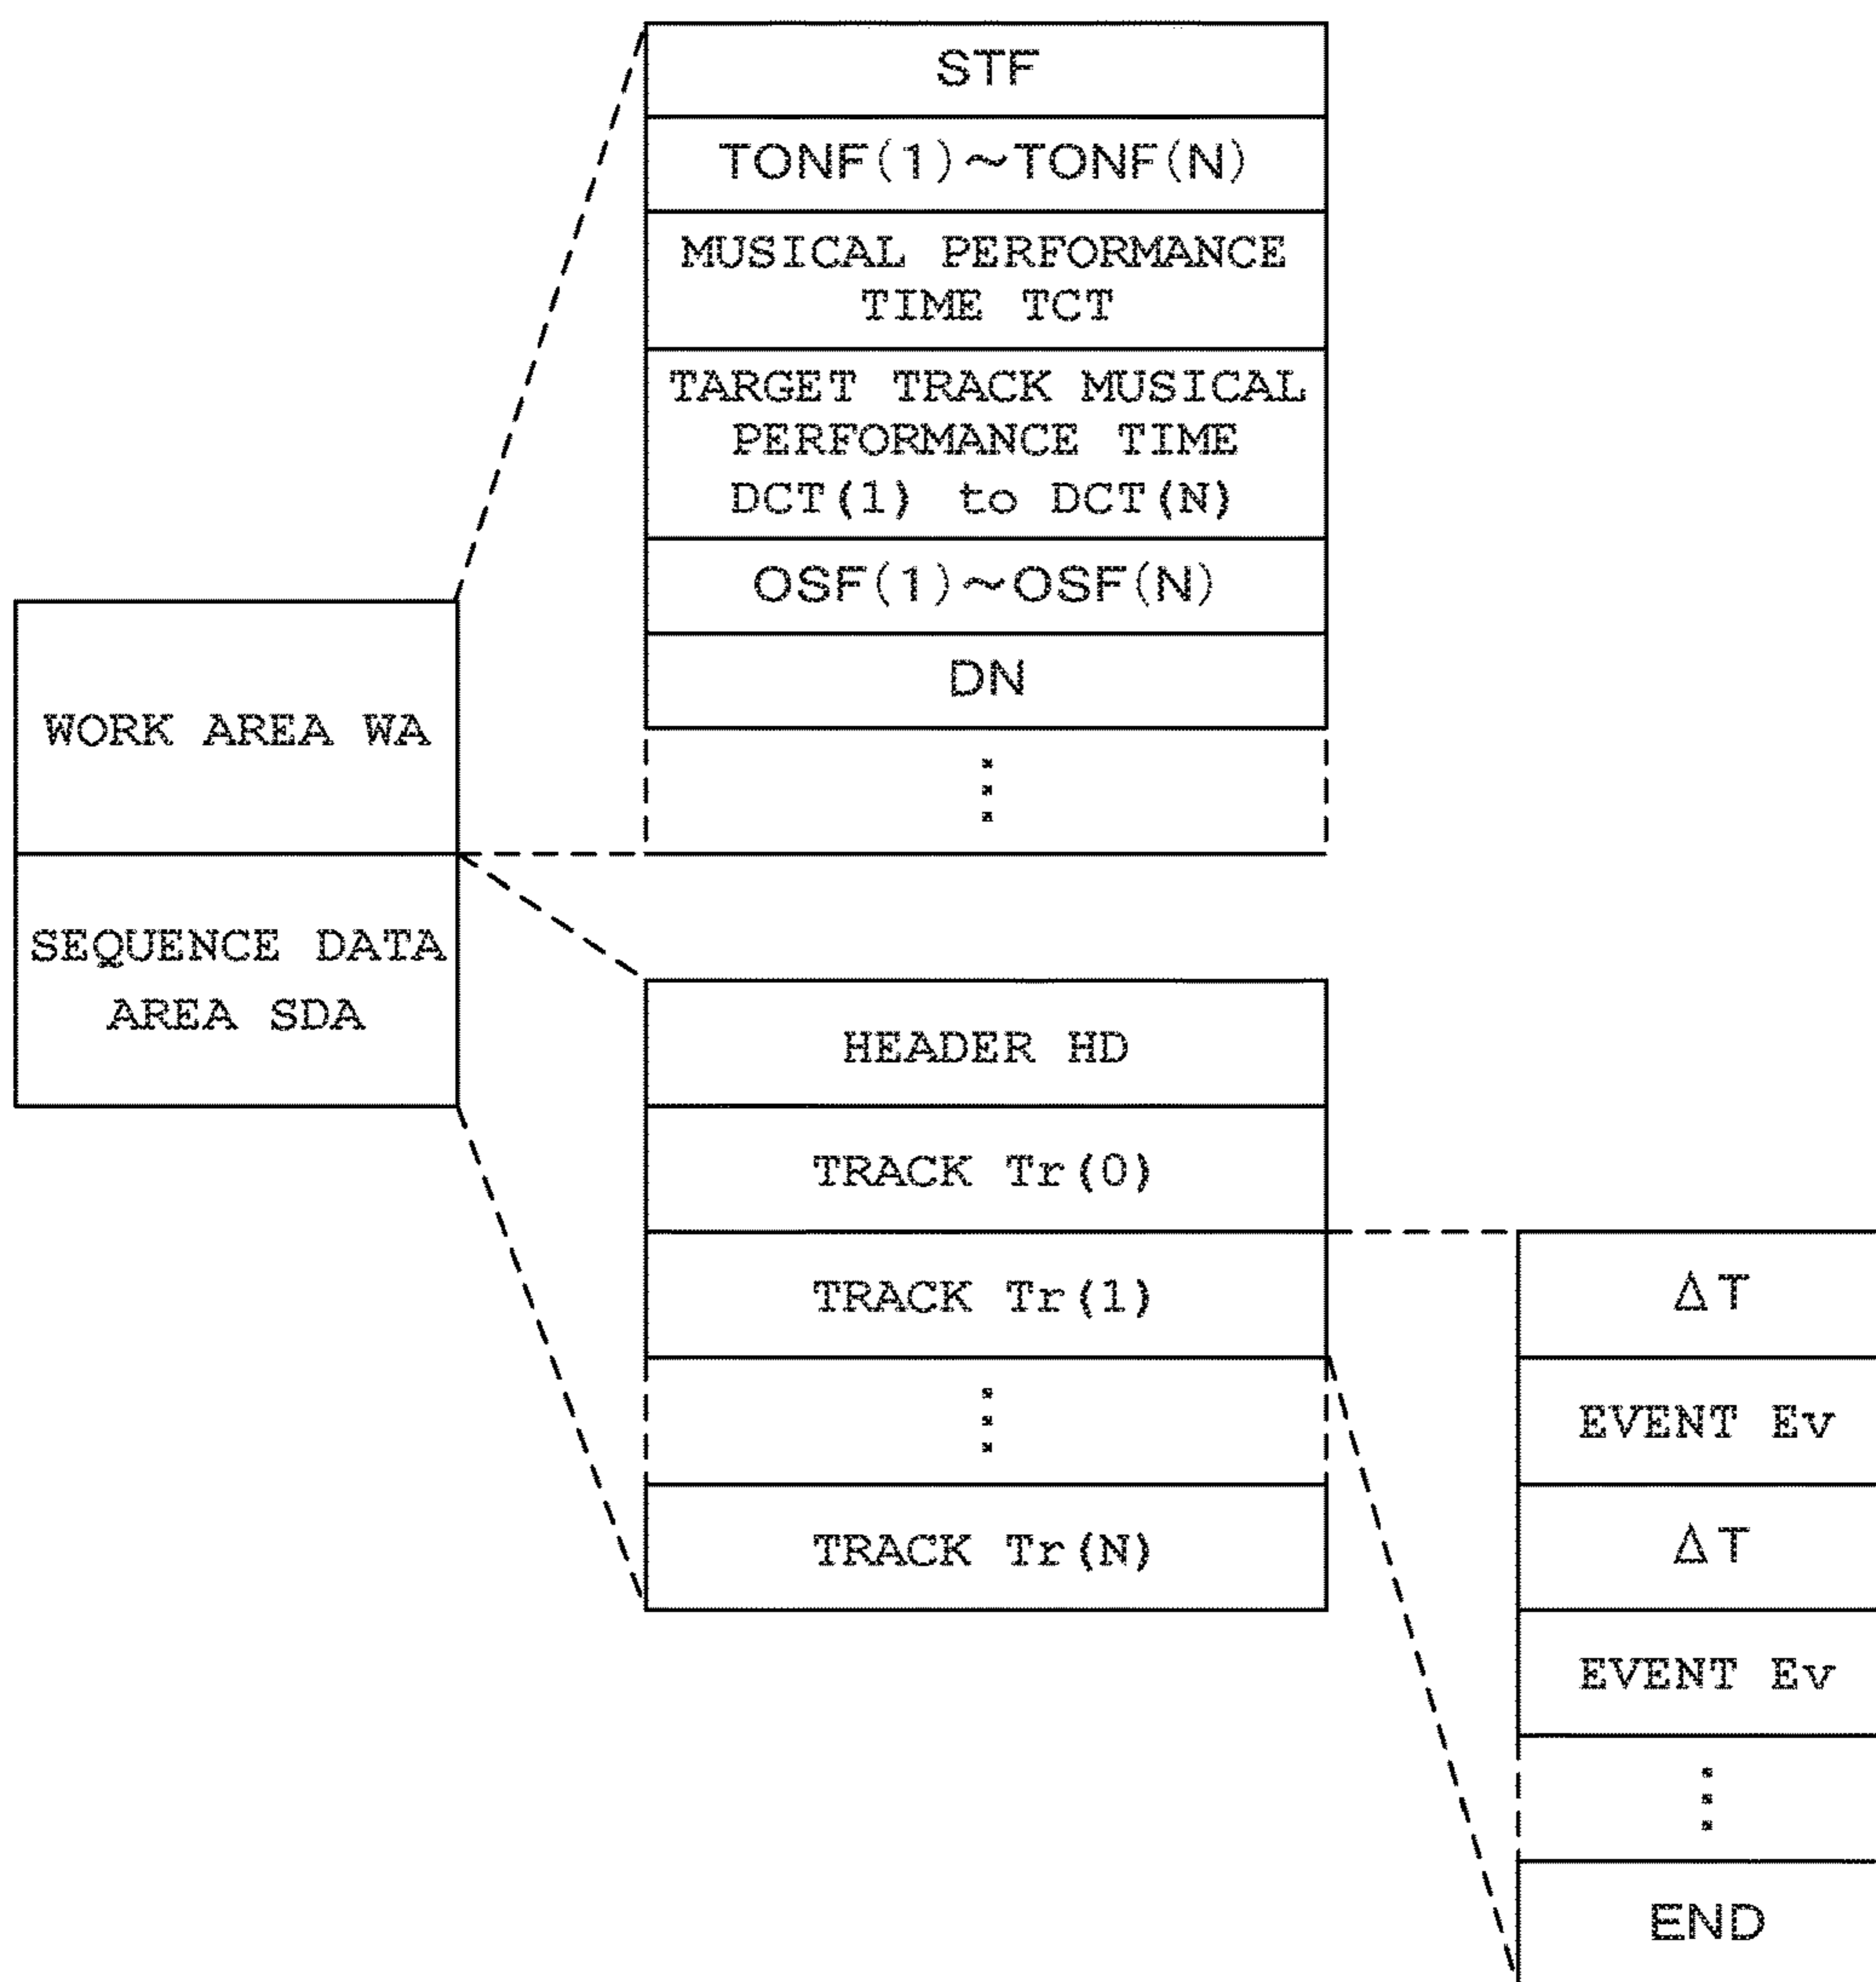 STF
TONF(1)~TONF(N)
MUSICAL PERFORMANCE
TIME TCT
TARGET TRACK MUSICAL
PERFORMANCE TIME
DCT(1) to DCT(N)
OSF(1)~OSF(N)
DN
⋮
WORK AREA WA
SEQUENCE DATA
AREA SDA
HEADER HD
TRACK Tr(0)
TRACK Tr(1)
⋮
TRACK Tr(N)
ΔT
EVENT Ev
ΔT
EVENT Ev
⋮
END